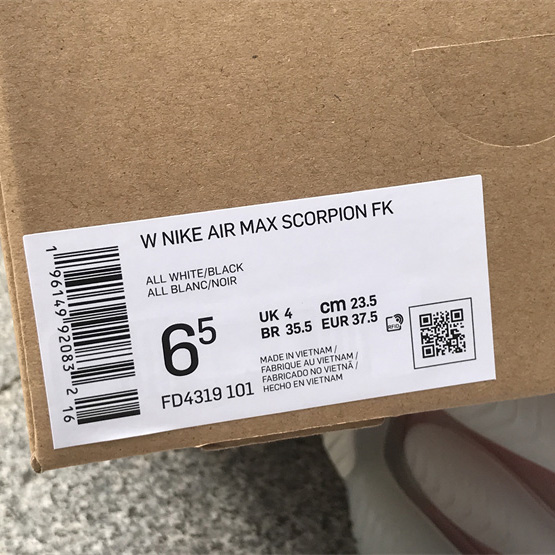 W NIKE AIR MAX SCORPION FK
ALL WHITE/BLACK
ALL BLANC/NOIR
6⁵
UK 4 cm 23.5
BR 35.5 EUR 37.5
RFID
MADE IN VIETNAM /
FABRIQUE AU VIETNAM /
FABRICADO NO VIETNÃ /
HECHO EN VIETNAM
FD4319 101
1 96149 92083 2 16